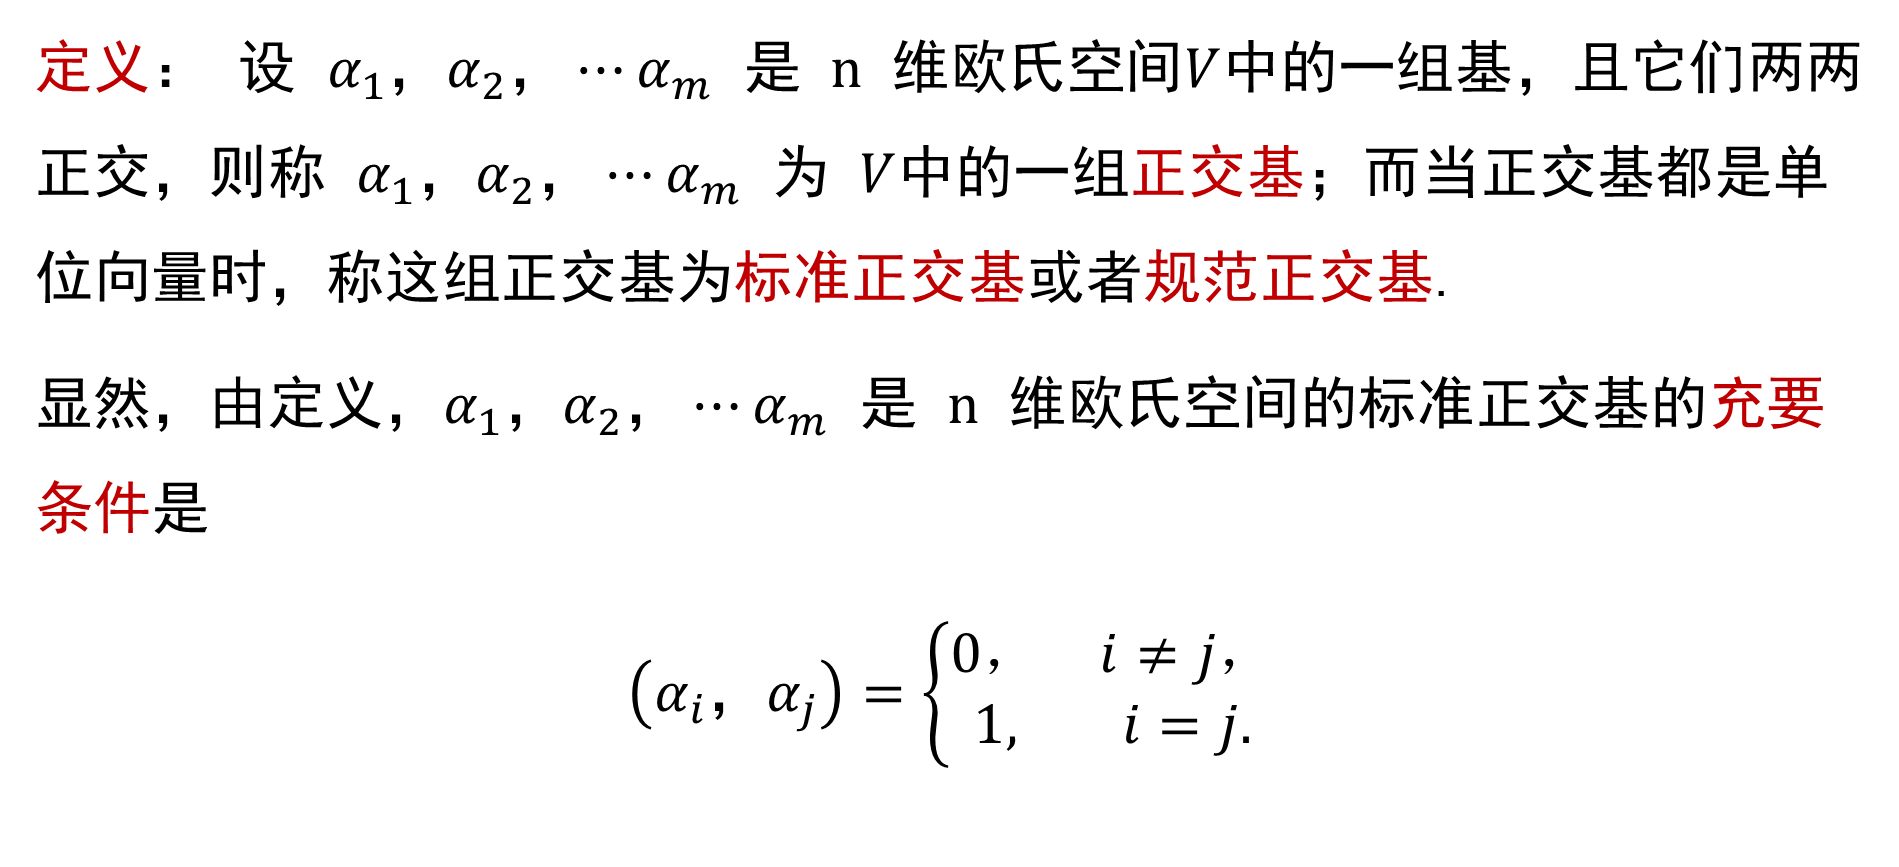 定义： 设 α₁，α₂，⋯αₘ 是 n 维欧氏空间V中的一组基，且它们两两
正交，则称 α₁，α₂，⋯αₘ 为 V中的一组正交基；而当正交基都是单
位向量时，称这组正交基为标准正交基或者规范正交基.
显然，由定义，α₁，α₂，⋯αₘ 是 n 维欧氏空间的标准正交基的充要
条件是
(αᵢ，αⱼ) = { 0， i ≠ j，
1, i = j.